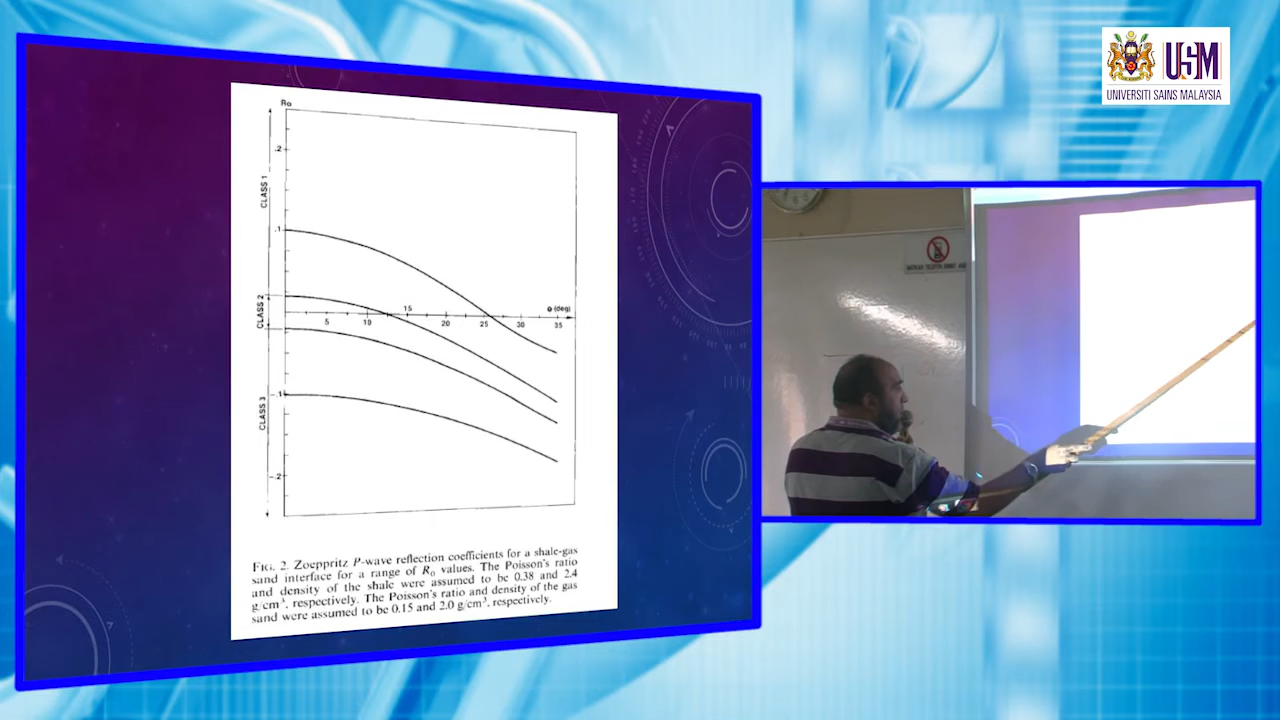 USM
UNIVERSITI SAINS MALAYSIA
Ro
.2
CLASS 1
.1
CLASS 2
15
θ (deg)
5
10
20
25
30
35
-.1
CLASS 3
-.2
FIG. 2. Zoeppritz P-wave reflection coefficients for a shale-gas
sand interface for a range of R₀ values. The Poisson's ratio
and density of the shale were assumed to be 0.38 and 2.4
g/cm³, respectively. The Poisson's ratio and density of the gas
sand were assumed to be 0.15 and 2.0 g/cm³, respectively.